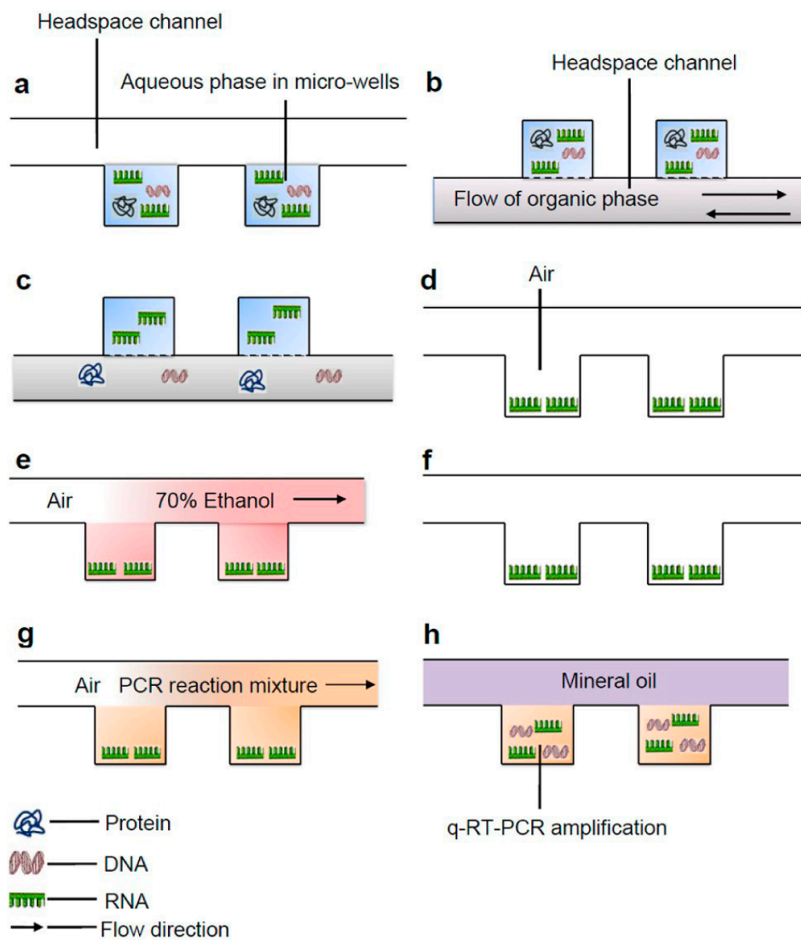 Headspace channel
a
Aqueous phase in micro-wells
Headspace channel
b
Flow of organic phase
c
d
Air
e
Air
70% Ethanol
f
g
Air
PCR reaction mixture
h
Mineral oil
q-RT-PCR amplification
Protein
DNA
RNA
Flow direction